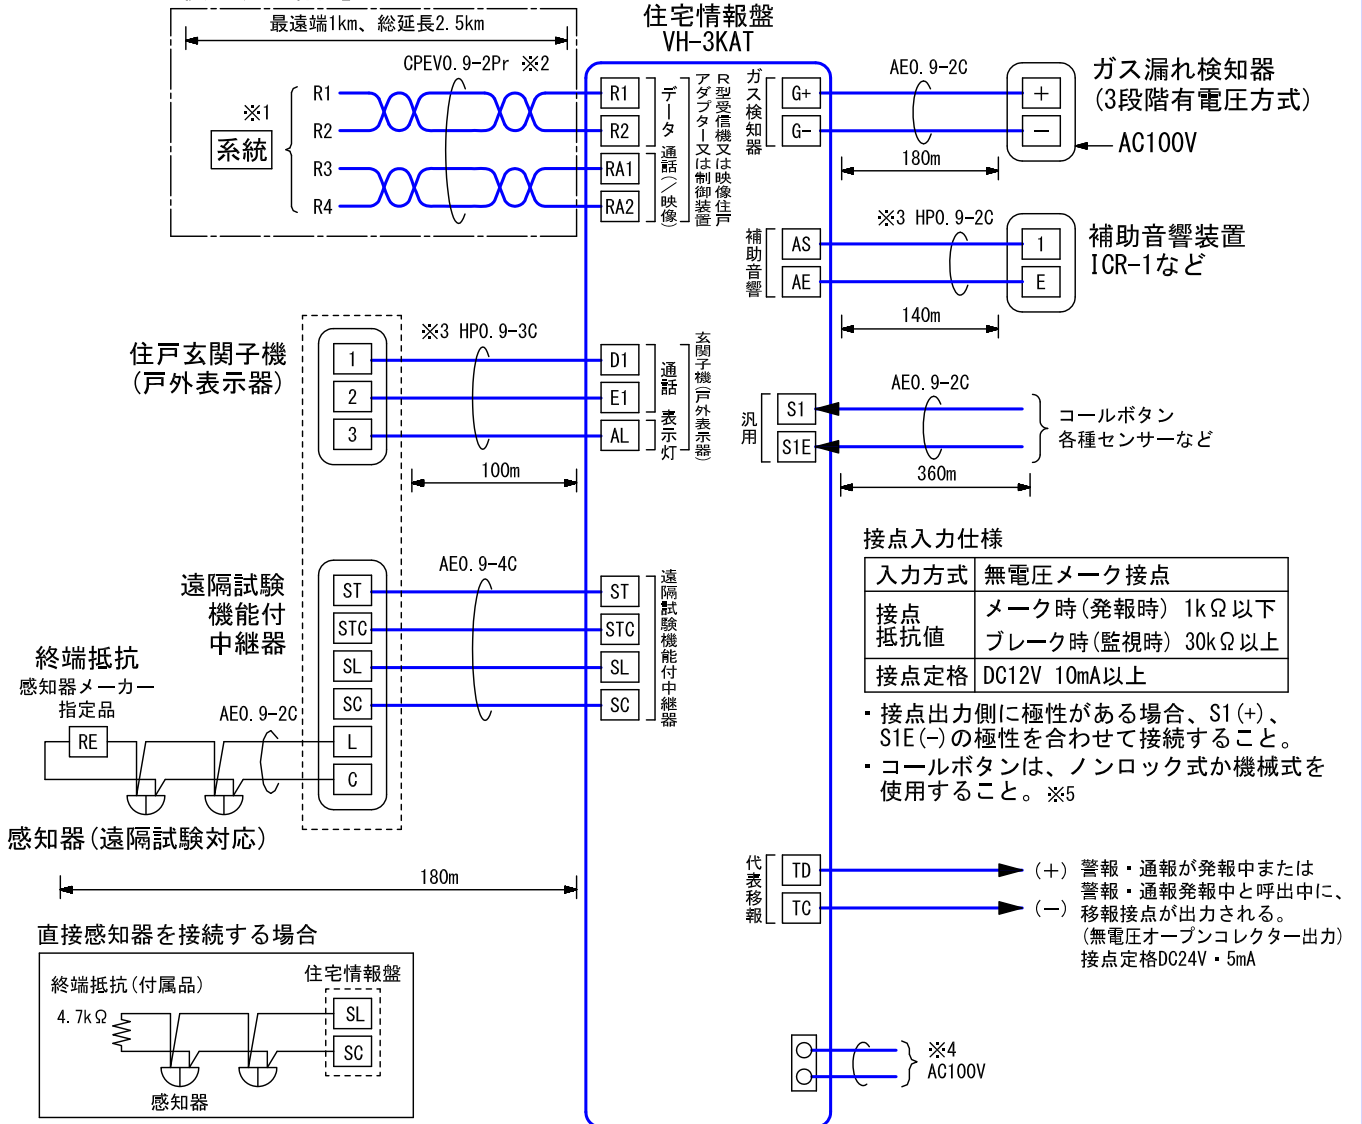 最遠端1km、総延長2.5km
CPEV0.9-2Pr ※2
※1
系統
R1
R2
R3
R4
住宅情報盤
VH-3KAT
R1
R2
RA1
RA2
データ
通話(/映像)
R型受信機又は映像住戸
アダプター又は制御装置
ガス検知器
G+
G-
AE0.9-2C
180m
+
-
ガス漏れ検知器
(3段階有電圧方式)
AC100V
補助音響
AS
AE
※3 HP0.9-2C
140m
1
E
補助音響装置
ICR-1など
住戸玄関子機
(戸外表示器)
1
2
3
※3 HP0.9-3C
100m
D1
E1
AL
通話
表示灯
玄関子機(戸外表示器)
汎用
S1
S1E
AE0.9-2C
360m
コールボタン
各種センサーなど
遠隔試験
機能付
中継器
ST
STC
SL
SC
L
C
AE0.9-4C
ST
STC
SL
SC
遠隔試験機能付中継器
終端抵抗
感知器メーカー
指定品
RE
AE0.9-2C
感知器(遠隔試験対応)
180m
接点入力仕様
入力方式 無電圧メーク接点
接点
抵抗値
メーク時(発報時) 1kΩ以下
ブレーク時(監視時) 30kΩ以上
接点定格 DC12V 10mA以上
・接点出力側に極性がある場合、S1(+)、
S1E(-)の極性を合わせて接続すること。
・コールボタンは、ノンロック式か機械式を
使用すること。※5
代表移報
TD
TC
(+)
(-)
警報・通報が発報中または
警報・通報発報中と呼出中に、
移報接点が出力される。
(無電圧オープンコレクター出力)
接点定格DC24V・5mA
直接感知器を接続する場合
終端抵抗(付属品)
4.7kΩ
住宅情報盤
SL
SC
感知器
※4
AC100V